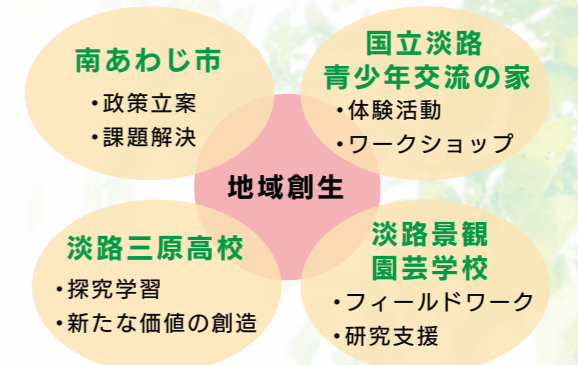 南あわじ市
・政策立案
・課題解決
国立淡路
青少年交流の家
・体験活動
・ワークショップ
地域創生
淡路三原高校
・探究学習
・新たな価値の創造
淡路景観
園芸学校
・フィールドワーク
・研究支援